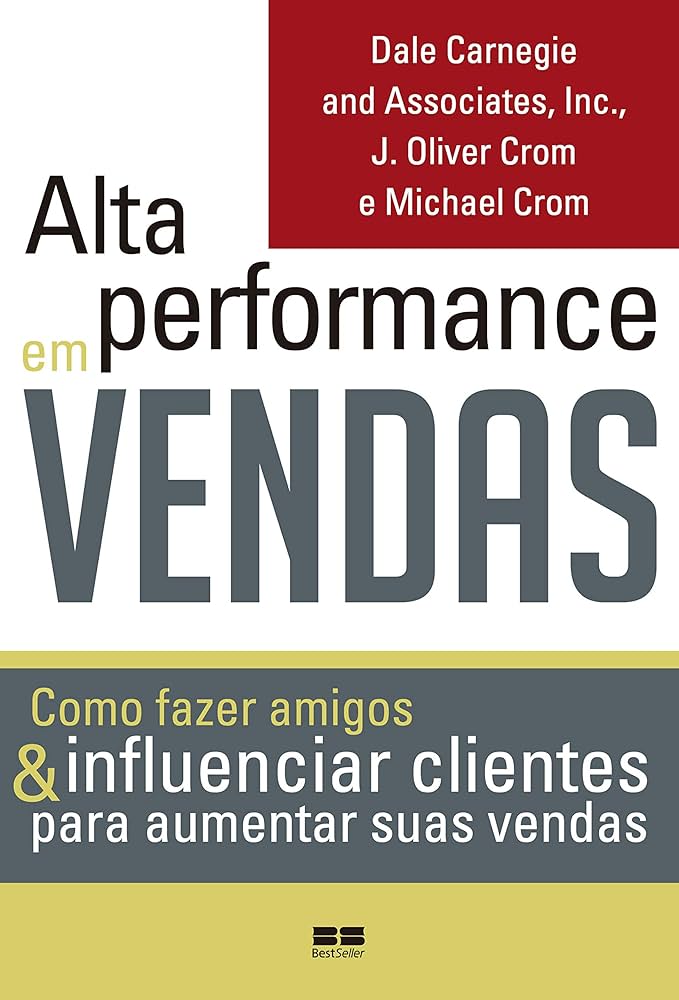 Dale Carnegie
and Associates, Inc.,
J. Oliver Crom
e Michael Crom
Alta
em performance
VENDAS
Como fazer amigos
& influenciar clientes
para aumentar suas vendas
BS
BestSeller